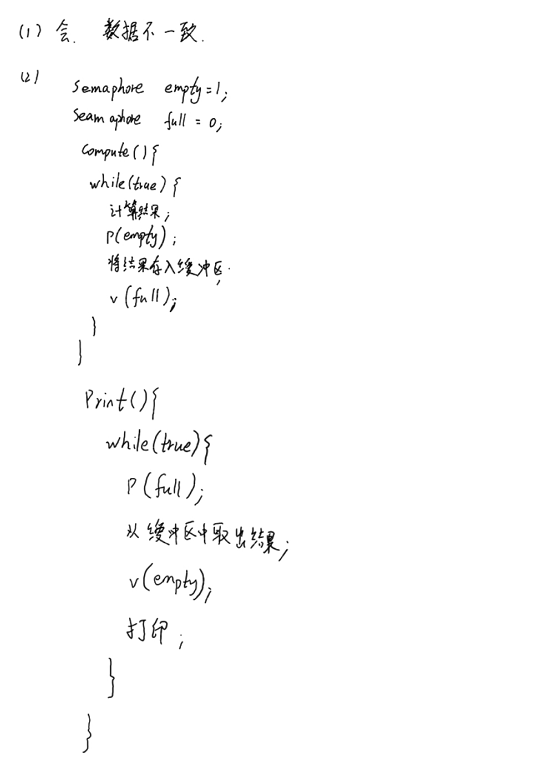 (1) 会. 数据不一致.
(2)
Semaphore empty=1;
Seamaphore full = 0;
Compute(){
while(true){
计算结果;
P(empty);
将结果存入缓冲区;
v(full);
}
}
Print(){
while(true){
P(full);
从缓冲区中取出结果;
v(empty);
打印;
}
}